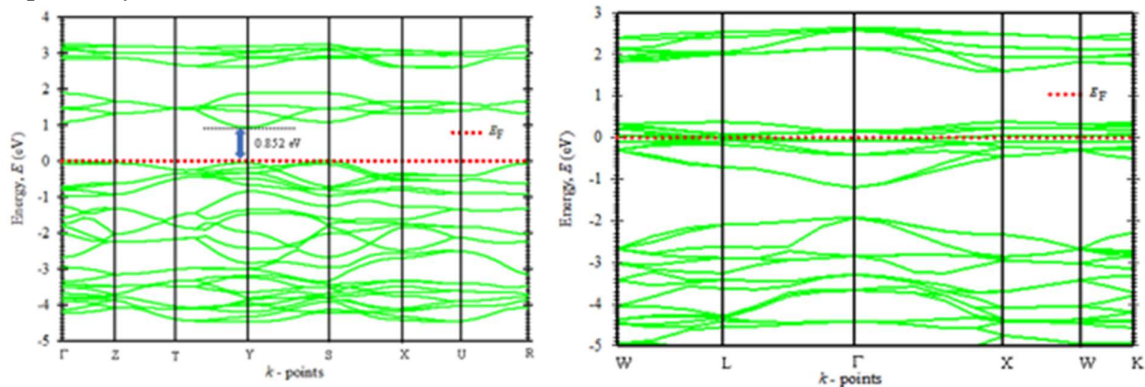 4
3
2
1
0
-1
-2
-3
-4
-5
Energy, E (eV)
0.852 eV
E_F
Γ Z T Y S X U R
k - points
3
2
1
0
-1
-2
-3
-4
-5
Energy, E (eV)
E_F
W L Γ X W K
k - points